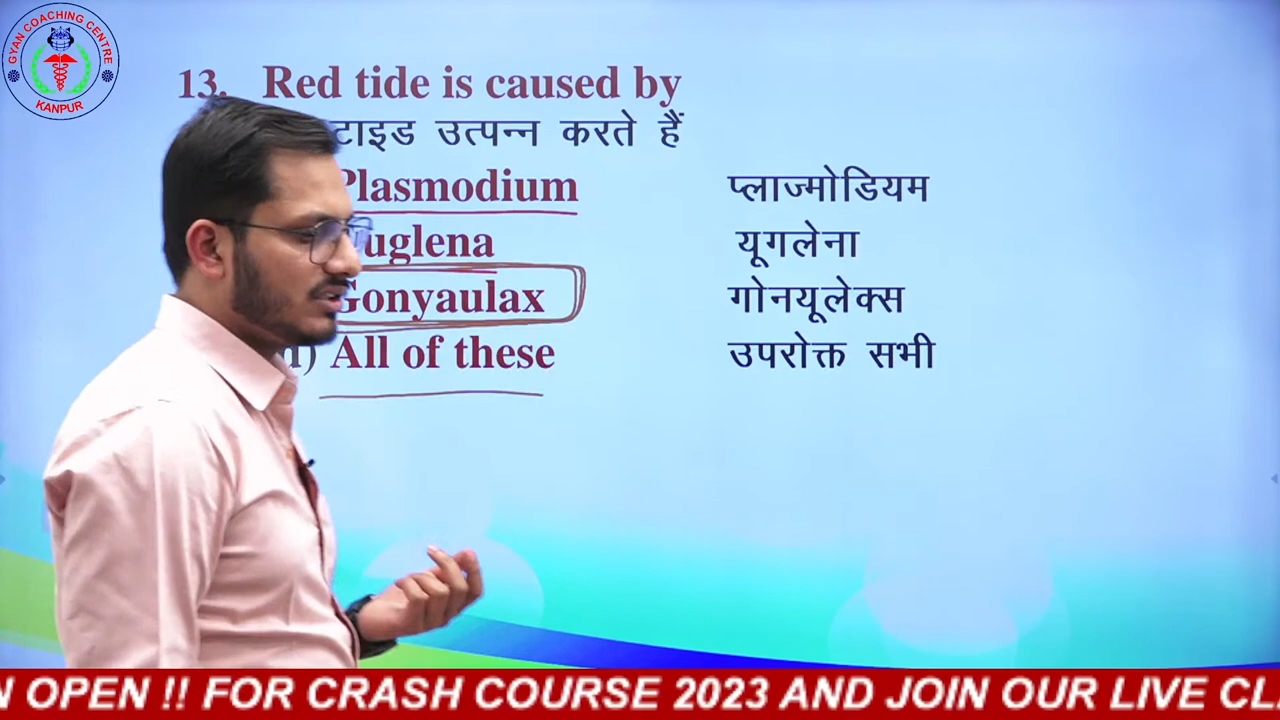 GYAN COACHING CENTRE
KANPUR
13. Red tide is caused by
टाइड उत्पन्न करते हैं
Plasmodium प्लाज्मोडियम
uglena यूगलेना
Gonyaulax गोनयूलेक्स
d) All of these उपरोक्त सभी
N OPEN !! FOR CRASH COURSE 2023 AND JOIN OUR LIVE CL